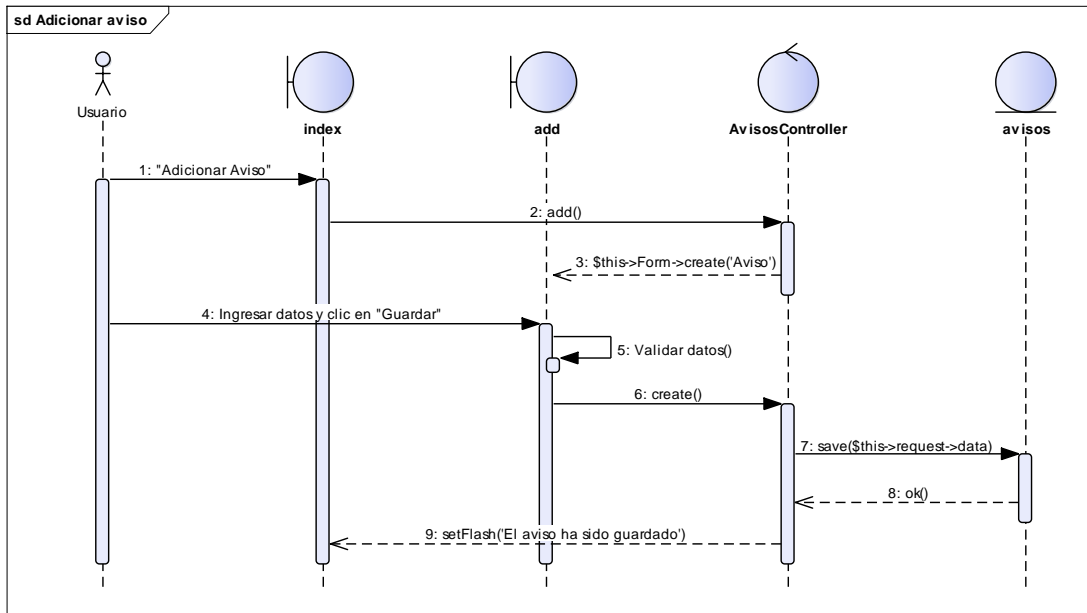 sd Adicionar aviso
Usuario
index
add
AvisosController
avisos
1: "Adicionar Aviso"
2: add()
3: $this->Form->create('Aviso')
4: Ingresar datos y clic en "Guardar"
5: Validar datos()
6: create()
7: save($this->request->data)
8: ok()
9: setFlash('El aviso ha sido guardado')